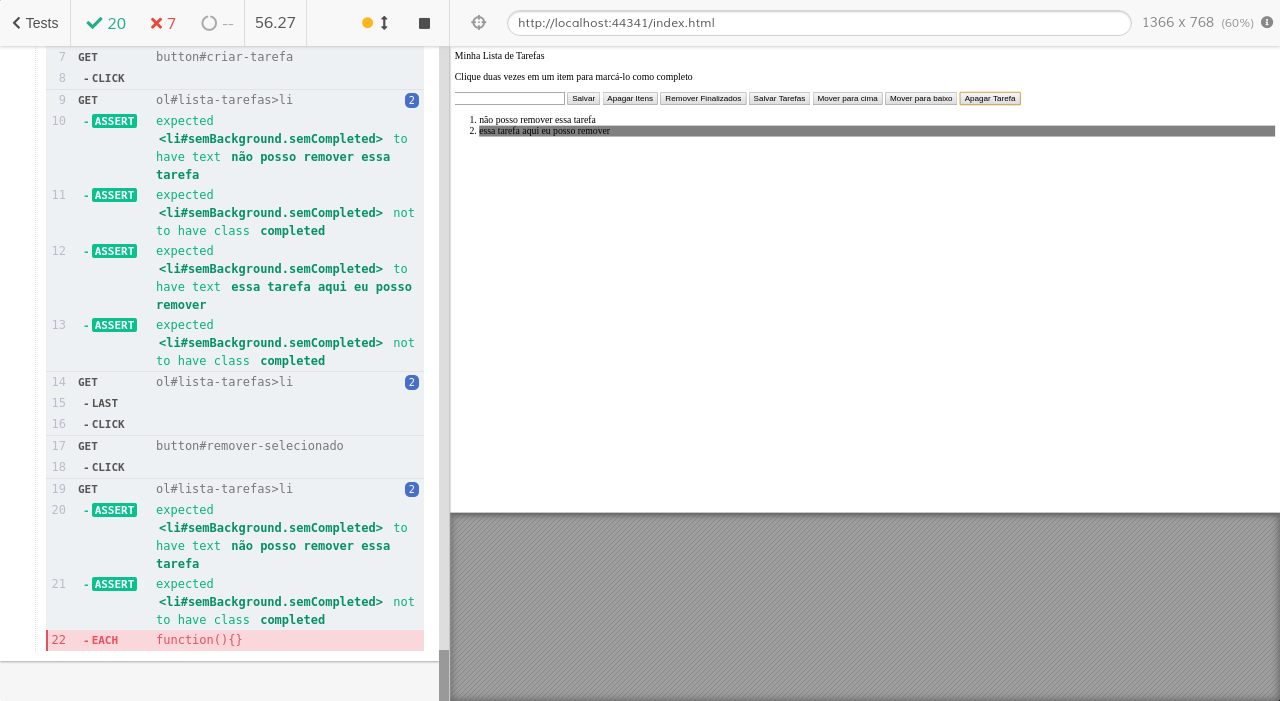 Tests 20 7 -- 56.27
http://localhost:44341/index.html 1366 x 768 (60%)
7 GET button#criar-tarefa
8 -CLICK
9 GET ol#lista-tarefas>li 2
10 -ASSERT expected
<li#semBackground.semCompleted> to
have text não posso remover essa
tarefa
11 -ASSERT expected
<li#semBackground.semCompleted> not
to have class completed
12 -ASSERT expected
<li#semBackground.semCompleted> to
have text essa tarefa aqui eu posso
remover
13 -ASSERT expected
<li#semBackground.semCompleted> not
to have class completed
14 GET ol#lista-tarefas>li 2
15 -LAST
16 -CLICK
17 GET button#remover-selecionado
18 -CLICK
19 GET ol#lista-tarefas>li 2
20 -ASSERT expected
<li#semBackground.semCompleted> to
have text não posso remover essa
tarefa
21 -ASSERT expected
<li#semBackground.semCompleted> not
to have class completed
22 -EACH function(){}
Minha Lista de Tarefas
Clique duas vezes em um item para marcá-lo como completo
Salvar Apagar Itens Remover Finalizados Salvar Tarefas Mover para cima Mover para baixo Apagar Tarefa
1. não posso remover essa tarefa
2. essa tarefa aqui eu posso remover